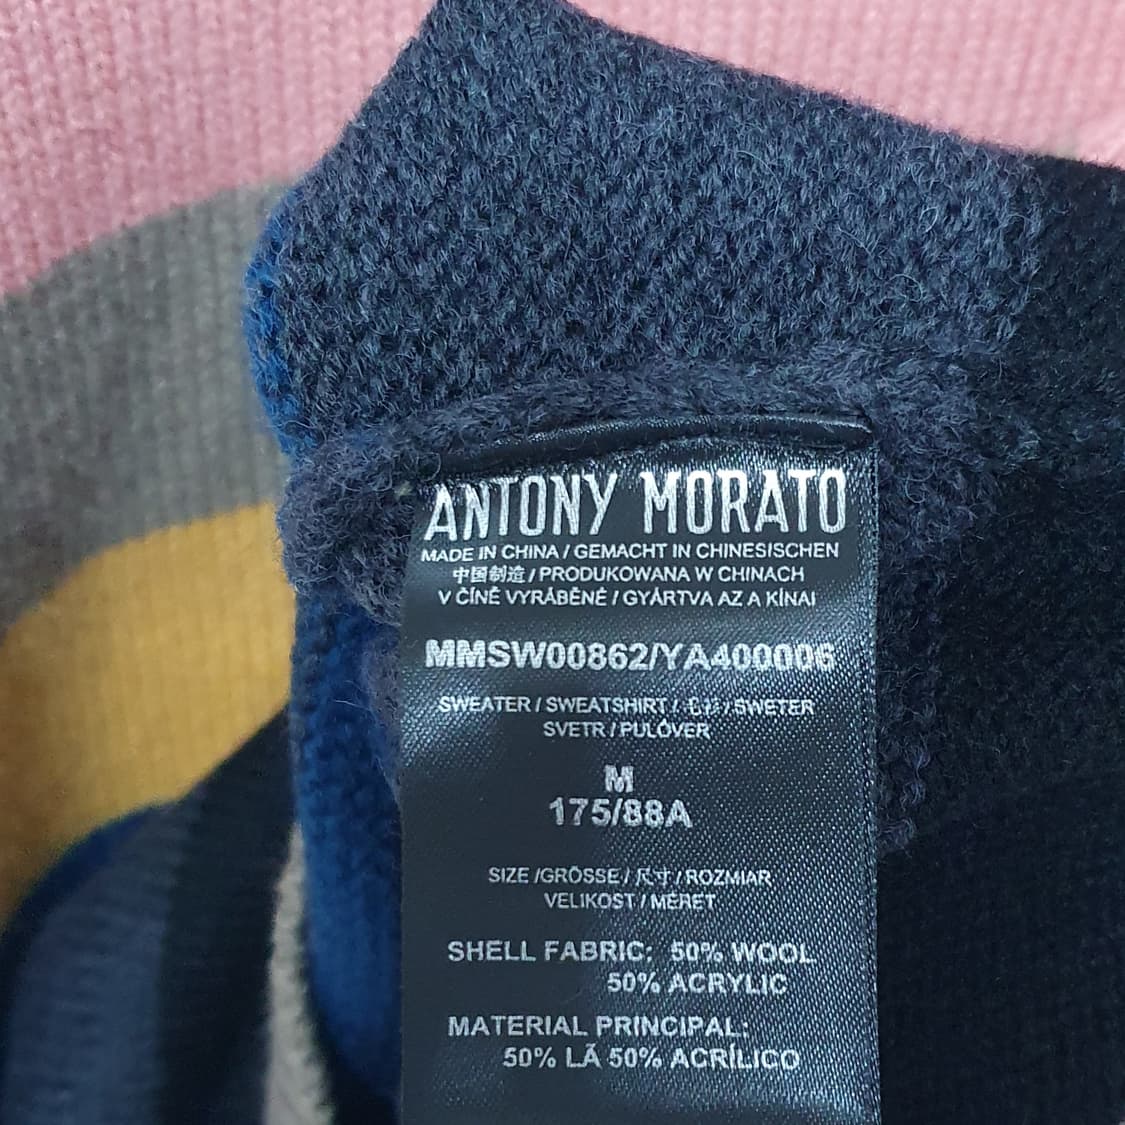 ANTONY MORATO
MADE IN CHINA / GEMACHT IN CHINESISCHEN
中国制造 / PRODUKOWANA W CHINACH
V ČÍNĚ VYRÁBĚNÉ / GYÁRTVA AZ A KÍNAI
MMSW00862/YA400006
SWEATER / SWEATSHIRT / / SWETER
SVETR / PULÓVER
M
175/88A
SIZE /GRÖSSE / 尺寸 / ROZMIAR
VELIKOST / MÉRET
SHELL FABRIC: 50% WOOL
50% ACRYLIC
MATERIAL PRINCIPAL:
50% LÃ 50% ACRÍLICO